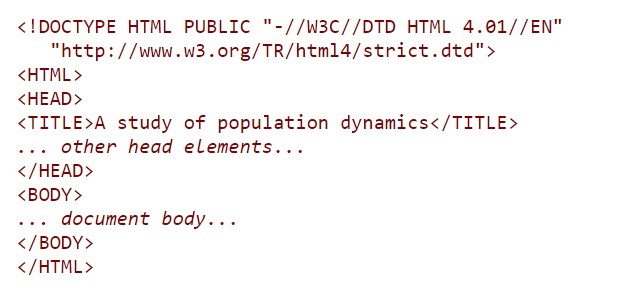 <!DOCTYPE HTML PUBLIC "-//W3C//DTD HTML 4.01//EN"
   "http://www.w3.org/TR/html4/strict.dtd">
<HTML>
<HEAD>
<TITLE>A study of population dynamics</TITLE>
... other head elements...
</HEAD>
<BODY>
... document body...
</BODY>
</HTML>